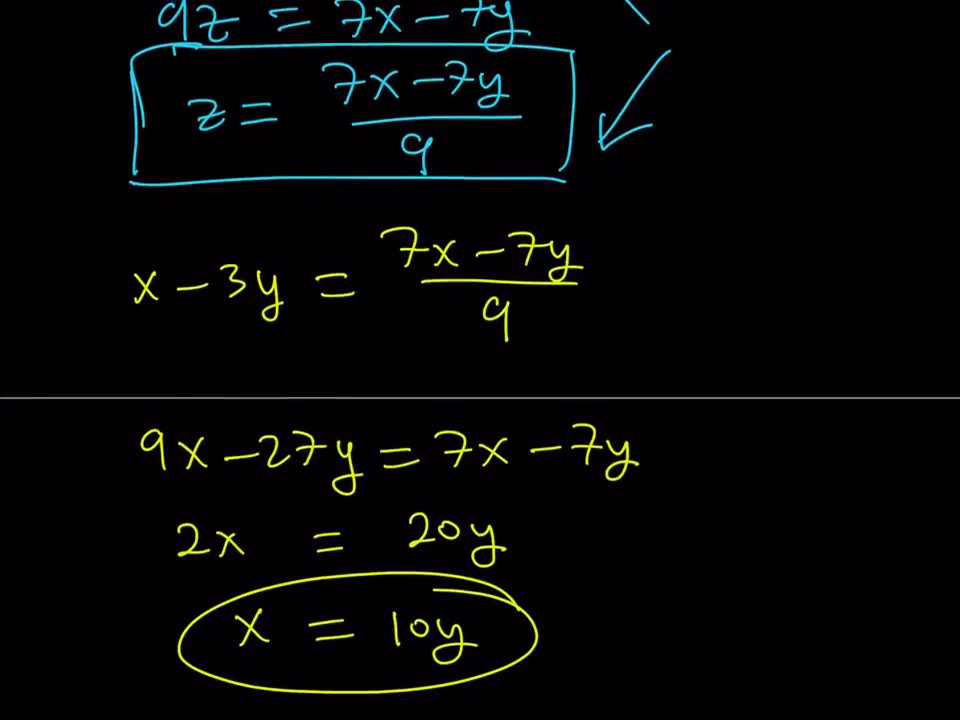 9z = 7x - 7y
z = (7x - 7y)/9
x - 3y = (7x - 7y)/9
9x - 27y = 7x - 7y
2x = 20y
x = 10y